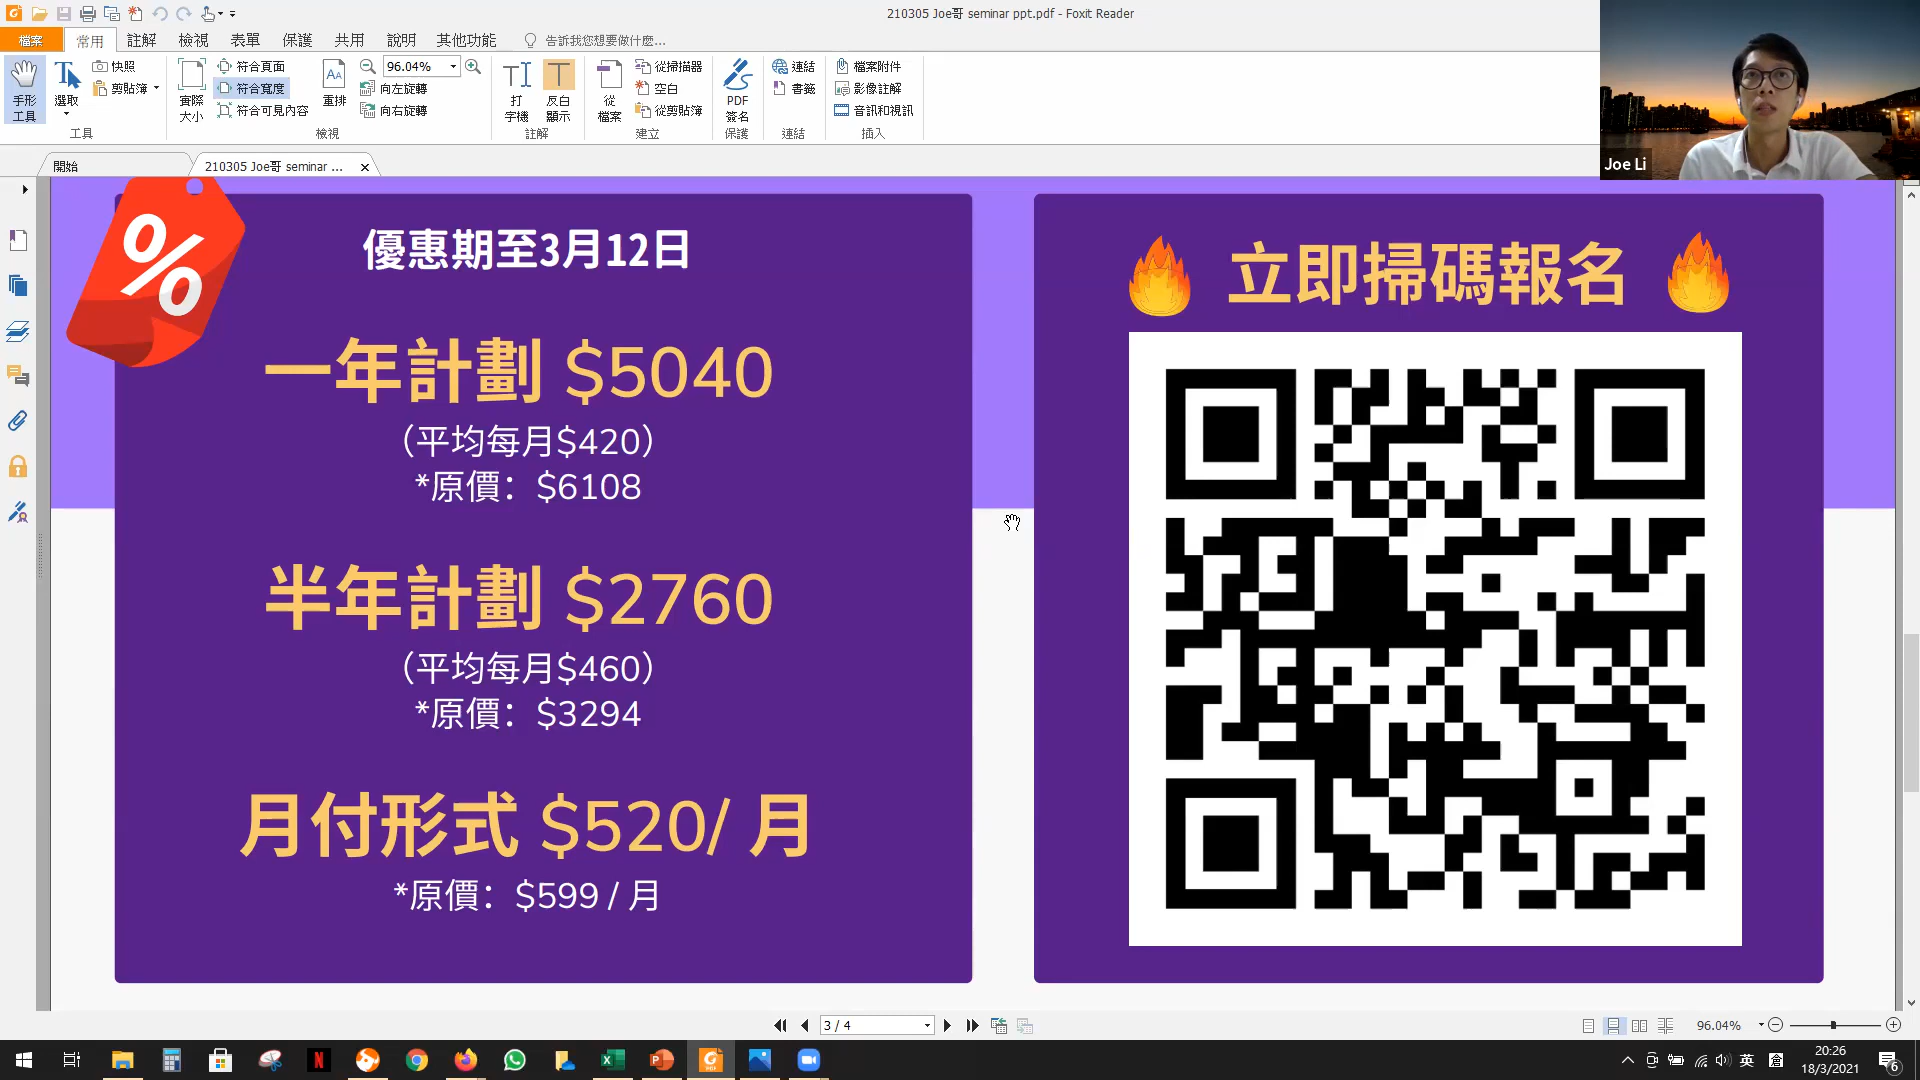 210305 Joe哥 seminar ppt.pdf - Foxit Reader
檔案 常用 註解 檢視 表單 保護 共用 說明 其他功能 告訴我您想要做什麼...
手形工具
選取
快照
剪貼簿
工具
實際大小
符合頁面
符合寬度
符合可見內容
重排
96.04%
向左旋轉
向右旋轉
檢視
打字機
反白顯示
註解
從檔案
從掃描器
空白
從剪貼簿
建立
PDF簽名
保護
連結
書籤
連結
檔案附件
影像註解
音訊和視訊
插入
Joe Li
開始
210305 Joe哥 seminar ...
%
優惠期至3月12日
一年計劃 $5040
（平均每月$420）
*原價：$6108
半年計劃 $2760
（平均每月$460）
*原價：$3294
月付形式 $520/ 月
*原價：$599 / 月
立即掃碼報名
3 / 4
96.04%
英
20:26
18/3/2021
6